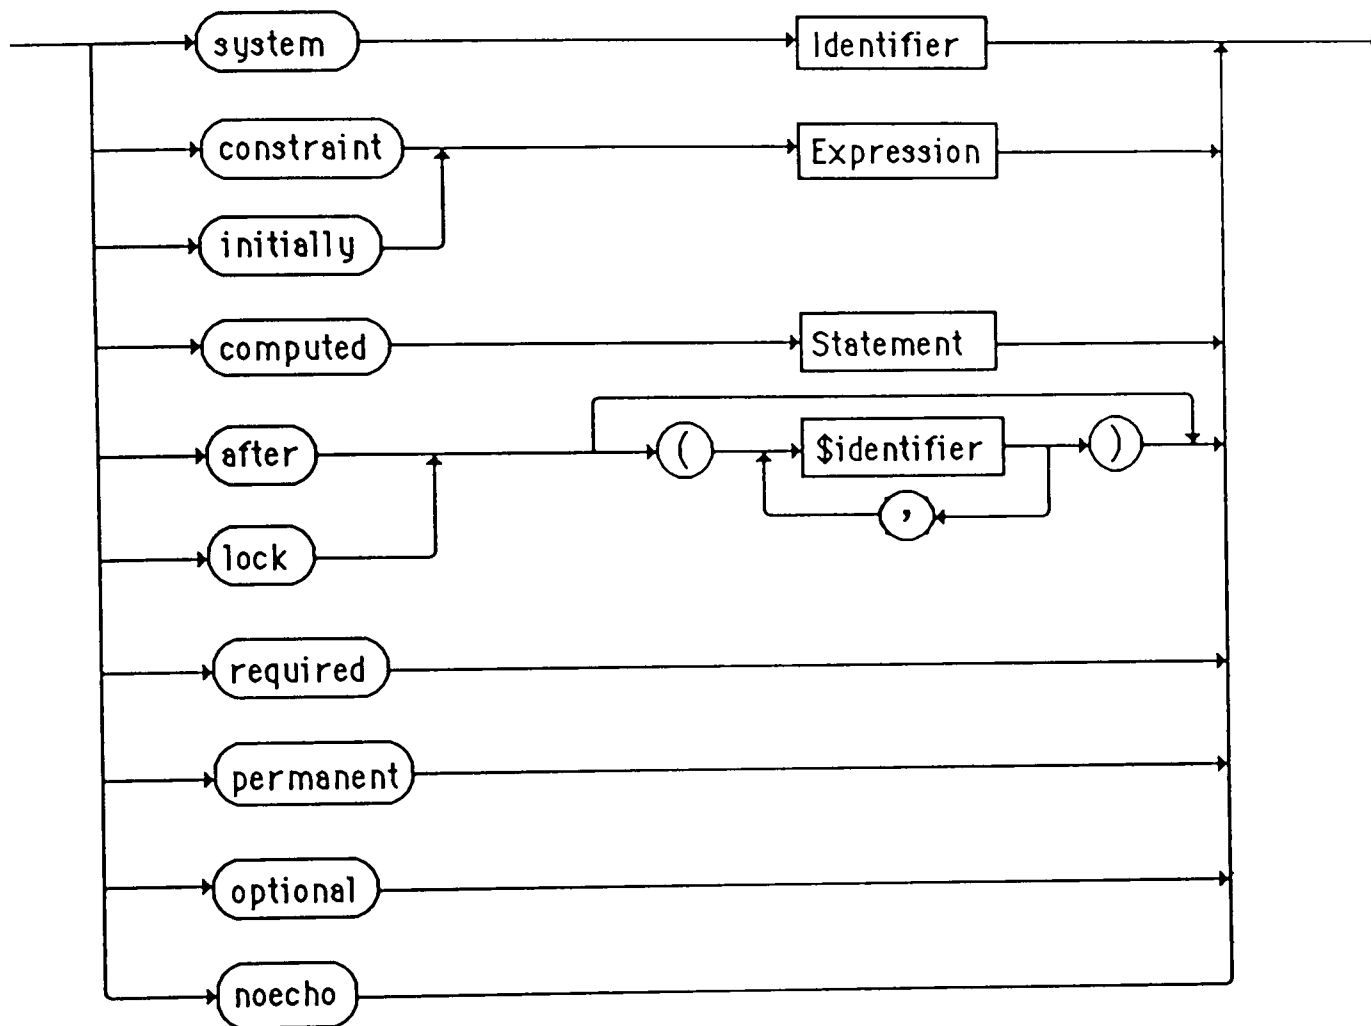 system Identifier
constraint Expression
initially
computed Statement
after ( $identifier )
,
lock
required
permanent
optional
noecho